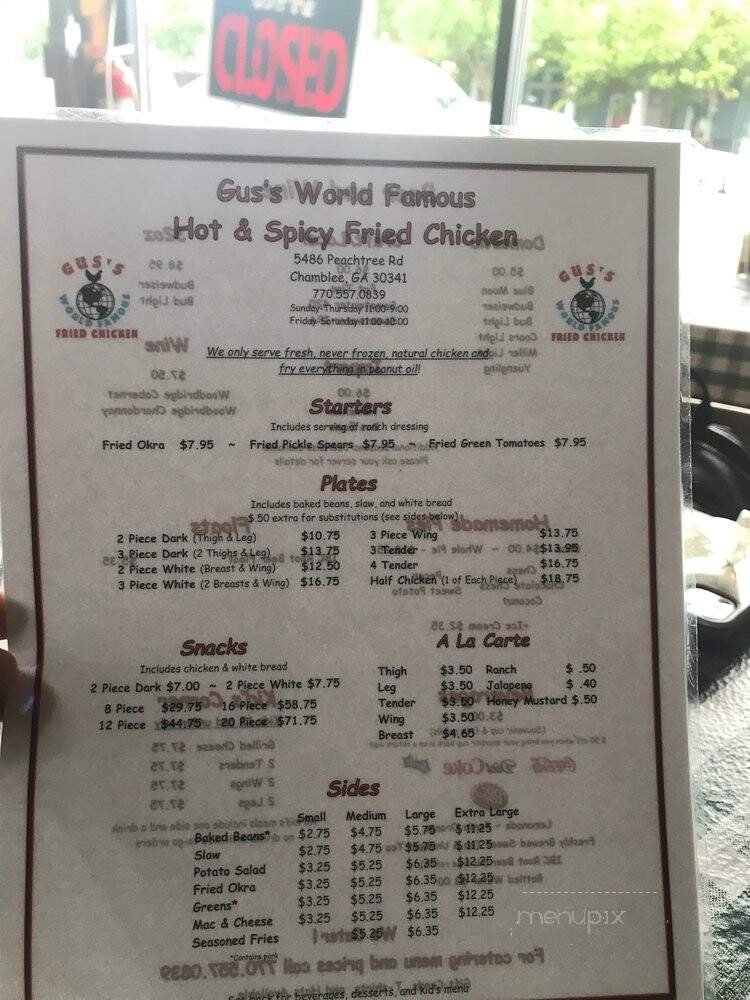 CLOSED
Gus's World Famous
Hot & Spicy Fried Chicken
5486 Peachtree Rd
Chamblee, GA 30341
770.557.0839
Sunday-Thursday 11:00-9:00
Friday-Saturday 11:00-10:00
GUS'S
WORLD FAMOUS
FRIED CHICKEN
GUS'S
WORLD FAMOUS
FRIED CHICKEN
We only serve fresh, never frozen, natural chicken and
fry everything in peanut oil!
Starters
Includes serving of ranch dressing
Fried Okra $7.95 ~ Fried Pickle Spears $7.95 ~ Fried Green Tomatoes $7.95
Plates
Includes baked beans, slaw, and white bread
$.50 extra for substitutions (see sides below)
2 Piece Dark (Thigh & Leg) $10.75 3 Piece Wing $13.75
3 Piece Dark (2 Thighs & Leg) $13.75 3 Tender $13.95
2 Piece White (Breast & Wing) $12.50 4 Tender $16.75
3 Piece White (2 Breasts & Wing) $16.75 Half Chicken (1 of Each Piece) $18.75
Snacks
Includes chicken & white bread
2 Piece Dark $7.00 ~ 2 Piece White $7.75
8 Piece $29.75 16 Piece $58.75
12 Piece $44.75 20 Piece $71.75
A La Carte
Thigh $3.50 Ranch $ .50
Leg $3.50 Jalapeno $ .40
Tender $3.50 Honey Mustard $.50
Wing $3.50
Breast $4.65
Sides
Small Medium Large Extra Large
Baked Beans* $2.75 $4.75 $5.75 $11.25
Slaw $2.75 $4.75 $5.75 $11.25
Potato Salad $3.25 $5.25 $6.35 $12.25
Fried Okra $3.25 $5.25 $6.35 $12.25
Greens* $3.25 $5.25 $6.35 $12.25
Mac & Cheese $3.25 $5.25 $6.35 $12.25
Seasoned Fries $5.25 $6.35
*Contains pork
See back for beverages, desserts, and kid's menu
menupix